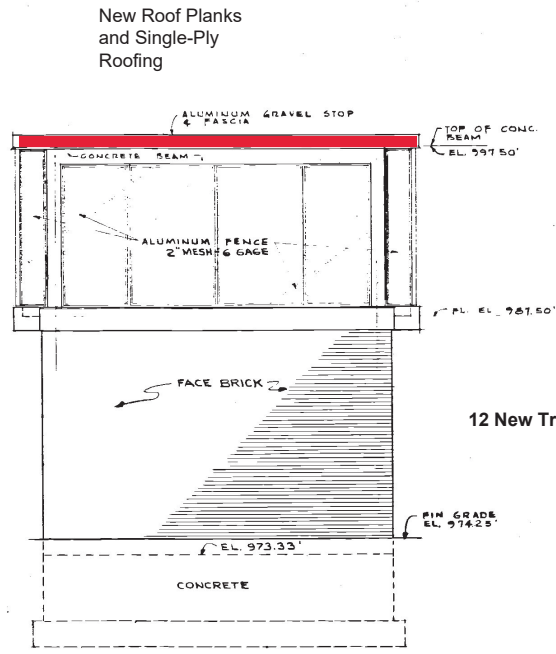 New Roof Planks
and Single-Ply
Roofing
ALUMINUM GRAVEL STOP
& FASCIA
TOP OF CONC.
BEAM
EL. 997.50'
CONCRETE BEAM
ALUMINUM FENCE
2" MESH - 6 GAGE
FL. EL. 987.50'
FACE BRICK
12 New Tr
FIN GRADE
EL. 974.25'
EL. 973.33'
CONCRETE